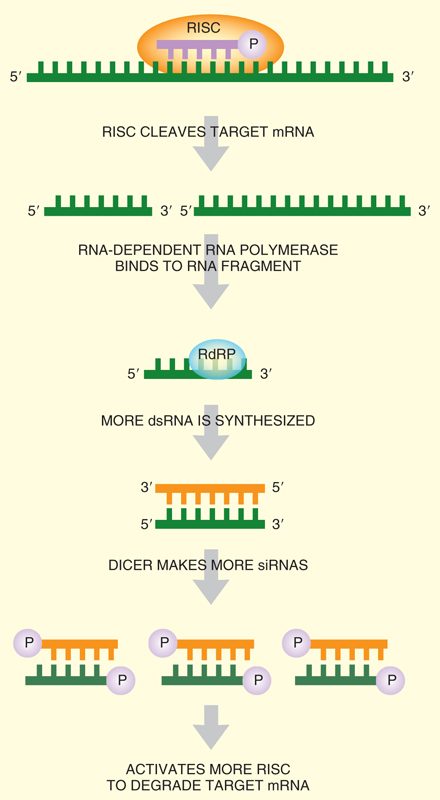 RISC
P
5′ 3′
RISC CLEAVES TARGET mRNA
5′ 3′ 5′ 3′
RNA-DEPENDENT RNA POLYMERASE
BINDS TO RNA FRAGMENT
RdRP
5′ 3′
MORE dsRNA IS SYNTHESIZED
3′ 5′
5′ 3′
DICER MAKES MORE siRNAS
P P P
P P P
ACTIVATES MORE RISC
TO DEGRADE TARGET mRNA